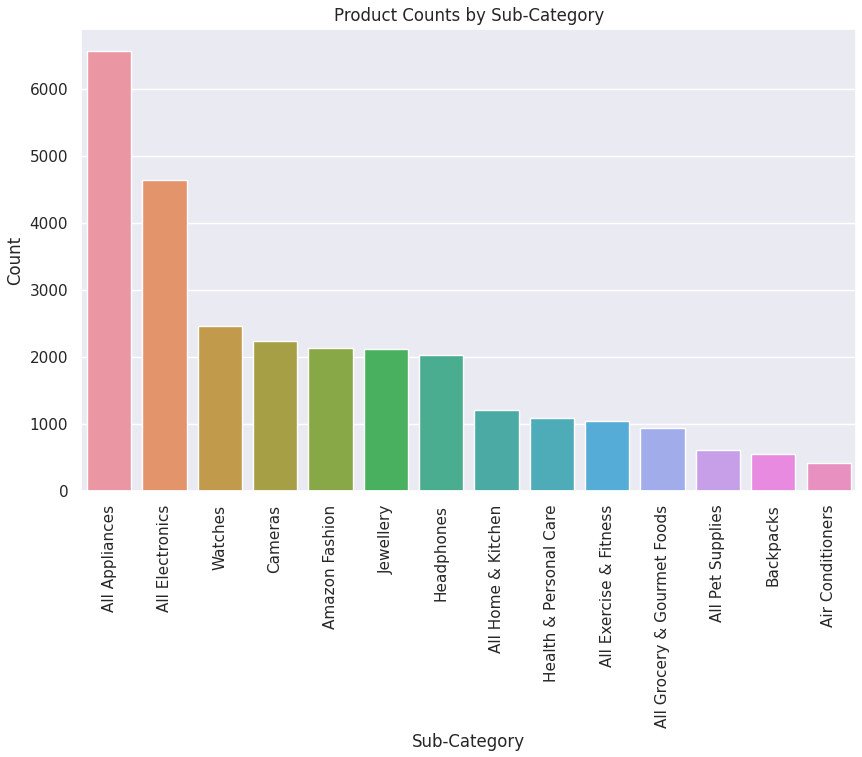 Product Counts by Sub-Category
Count
6000
5000
4000
3000
2000
1000
0
All Appliances
All Electronics
Watches
Cameras
Amazon Fashion
Jewellery
Headphones
All Home & Kitchen
Health & Personal Care
All Exercise & Fitness
All Grocery & Gourmet Foods
All Pet Supplies
Backpacks
Air Conditioners
Sub-Category